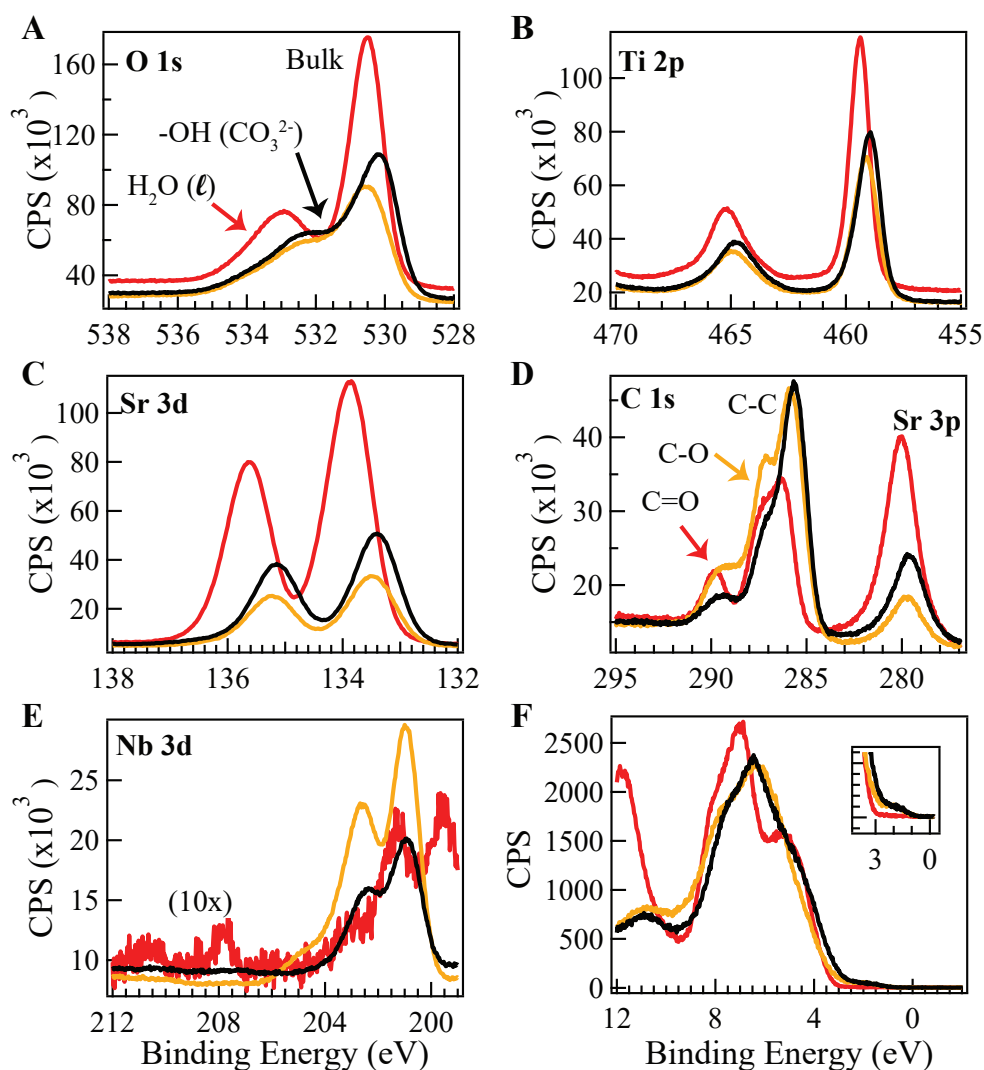 A
O 1s
Bulk
-OH (CO₃²⁻)
H₂O (ℓ)
CPS (x10³)
160
120
80
40
538 536 534 532 530 528
B
Ti 2p
CPS (x10³)
100
80
60
40
20
470 465 460 455
C
Sr 3d
CPS (x10³)
100
80
60
40
20
138 136 134 132
D
C 1s
C-C
Sr 3p
C-O
C=O
CPS (x10³)
40
30
20
295 290 285 280
E
Nb 3d
(10x)
CPS (x10³)
25
20
15
10
212 208 204 200
Binding Energy (eV)
F
CPS
2500
2000
1500
1000
500
0
3 0
12 8 4 0
Binding Energy (eV)